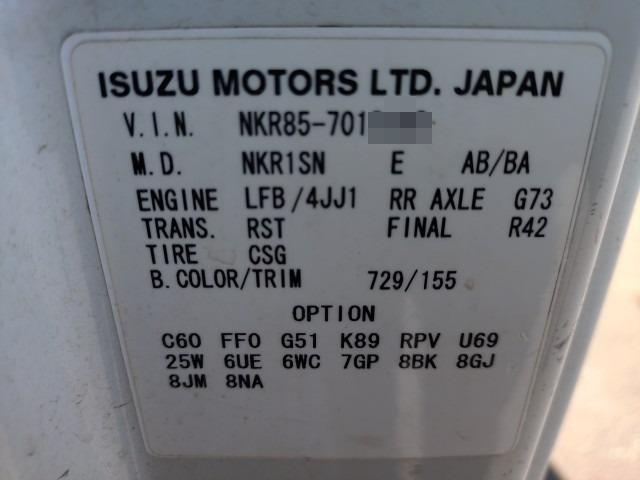 ISUZU MOTORS LTD. JAPAN
V.I.N. NKR85-701
M.D. NKR1SN E AB/BA
ENGINE LFB/4JJ1 RR AXLE G73
TRANS. RST FINAL R42
TIRE CSG
B.COLOR/TRIM 729/155
OPTION
C60 FF0 G51 K89 RPV U69
25W 6UE 6WC 7GP 8BK 8GJ
8JM 8NA